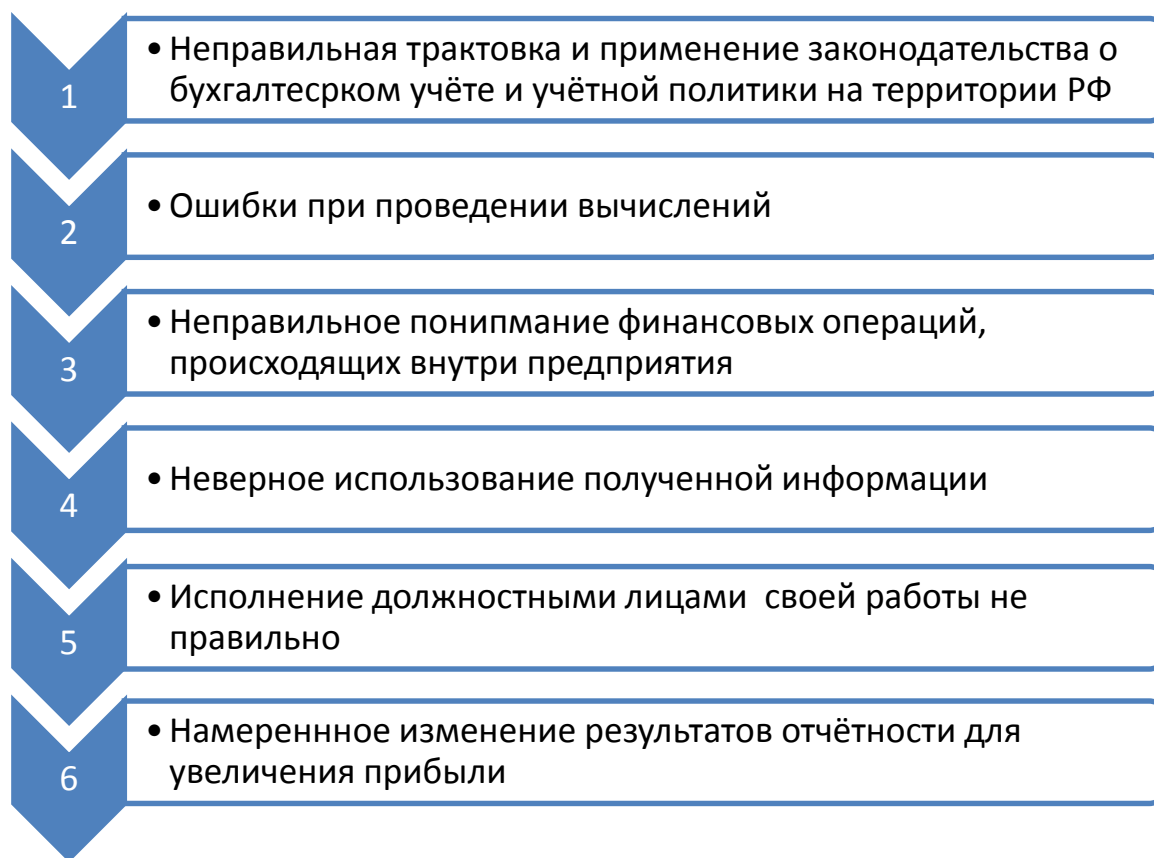 1
• Неправильная трактовка и применение законодательства о
бухгалтесрком учёте и учётной политики на территории РФ
2
• Ошибки при проведении вычислений
3
• Неправильное понипмание финансовых операций,
происходящих внутри предприятия
4
• Неверное использование полученной информации
5
• Исполнение должностными лицами  своей работы не
правильно
6
• Намереннное изменение результатов отчётности для
увеличения прибыли